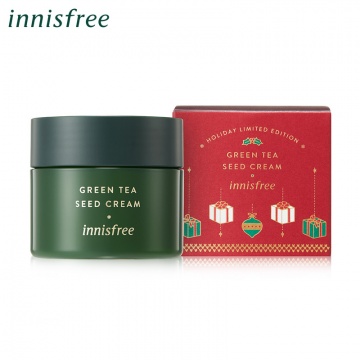 innisfree
GREEN TEA
SEED CREAM
innisfree
HOLIDAY LIMITED EDITION
GREEN TEA
SEED CREAM
innisfree